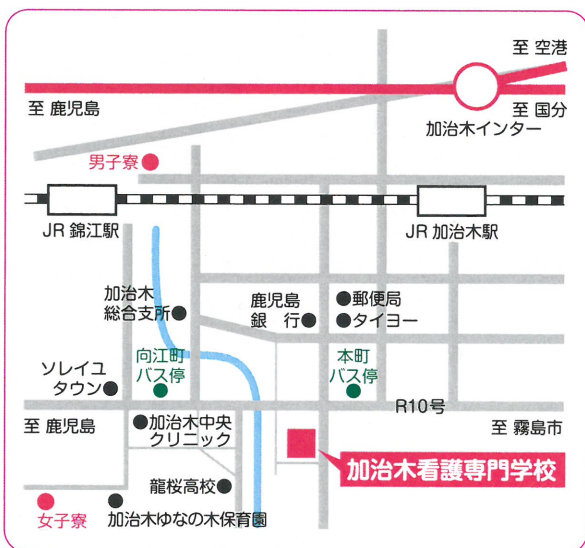 至 空港
至 鹿児島
至 国分
加治木インター
男子寮
JR 錦江駅
JR 加治木駅
加治木
総合支所
鹿児島
銀 行
郵便局
タイヨー
ソレイユ
タウン
向江町
バス停
本町
バス停
R10号
至 鹿児島
加治木中央
クリニック
至 霧島市
加治木看護専門学校
龍桜高校
女子寮
加治木ゆなの木保育園